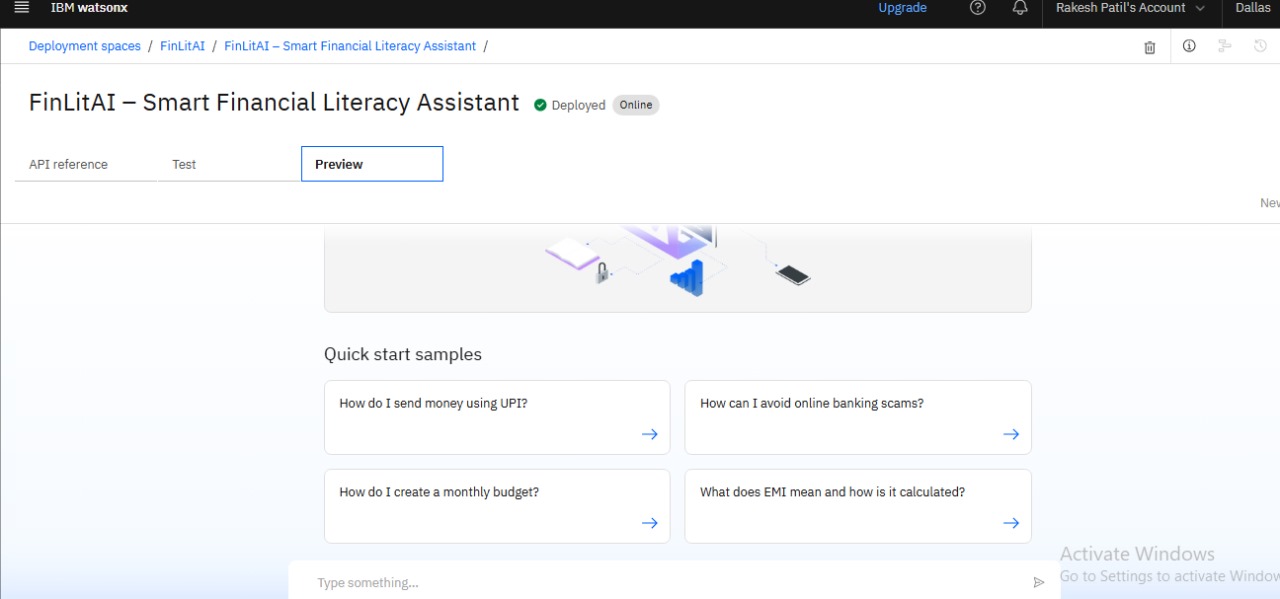 IBM watsonx
Upgrade
Rakesh Patil's Account
Dallas
Deployment spaces / FinLitAI / FinLitAI – Smart Financial Literacy Assistant /
FinLitAI – Smart Financial Literacy Assistant
Deployed
Online
API reference
Test
Preview
Quick start samples
How do I send money using UPI?
How can I avoid online banking scams?
How do I create a monthly budget?
What does EMI mean and how is it calculated?
Type something...
Activate Windows
Go to Settings to activate